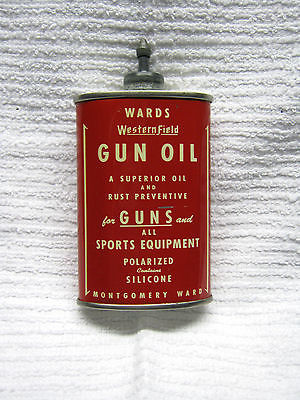 WARDS
Western Field
GUN OIL
A SUPERIOR OIL
AND
RUST PREVENTIVE
for GUNS and
ALL
SPORTS EQUIPMENT
POLARIZED
Contains
SILICONE
MONTGOMERY WARD